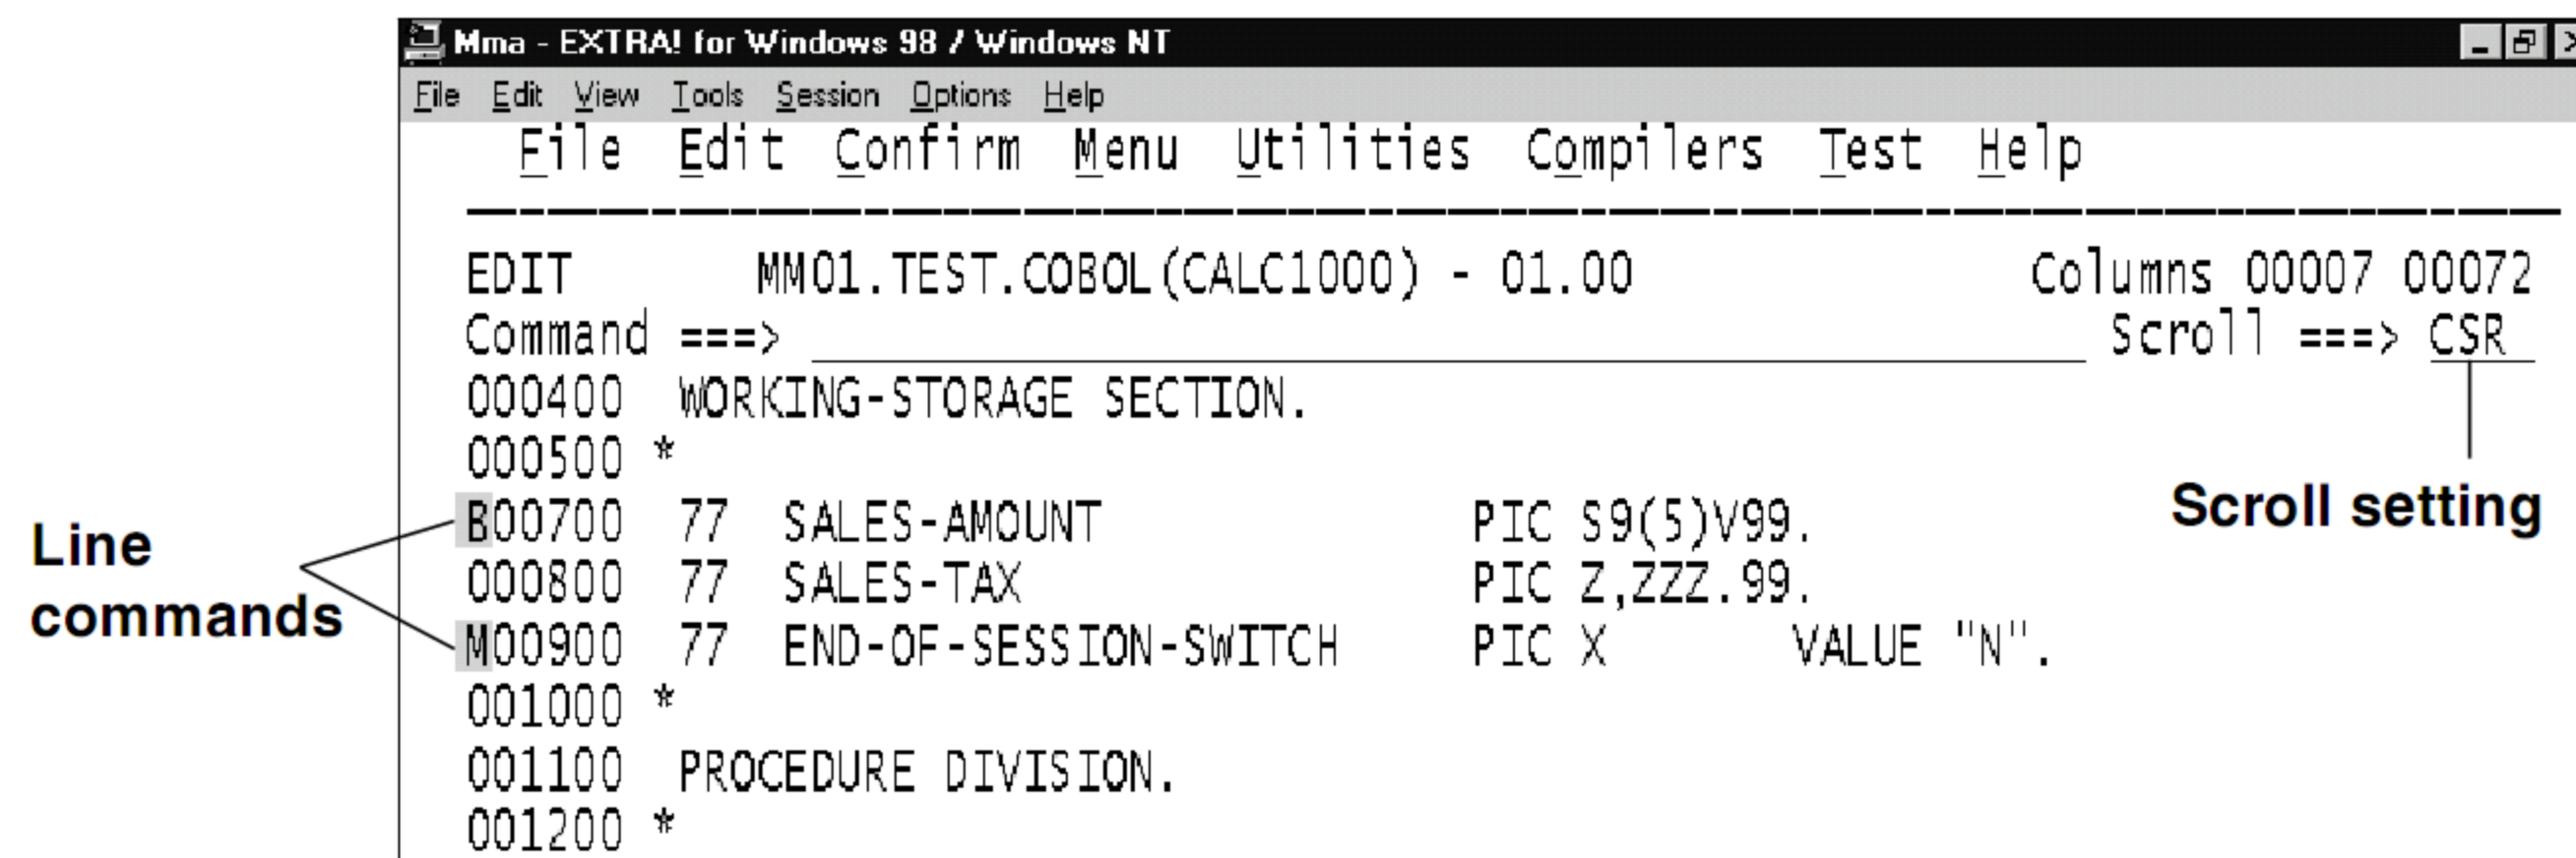 Mma - EXTRA! for Windows 98 / Windows NT
File Edit View Tools Session Options Help
File Edit Confirm Menu Utilities Compilers Test Help
EDIT MM01.TEST.COBOL(CALC1000) - 01.00 Columns 00007 00072
Command ===> Scroll ===> CSR
000400 WORKING-STORAGE SECTION.
000500 *
B00700 77 SALES-AMOUNT PIC S9(5)V99.
000800 77 SALES-TAX PIC Z,ZZZ.99.
M00900 77 END-OF-SESSION-SWITCH PIC X VALUE "N".
001000 *
001100 PROCEDURE DIVISION.
001200 *
Line
commands
Scroll setting